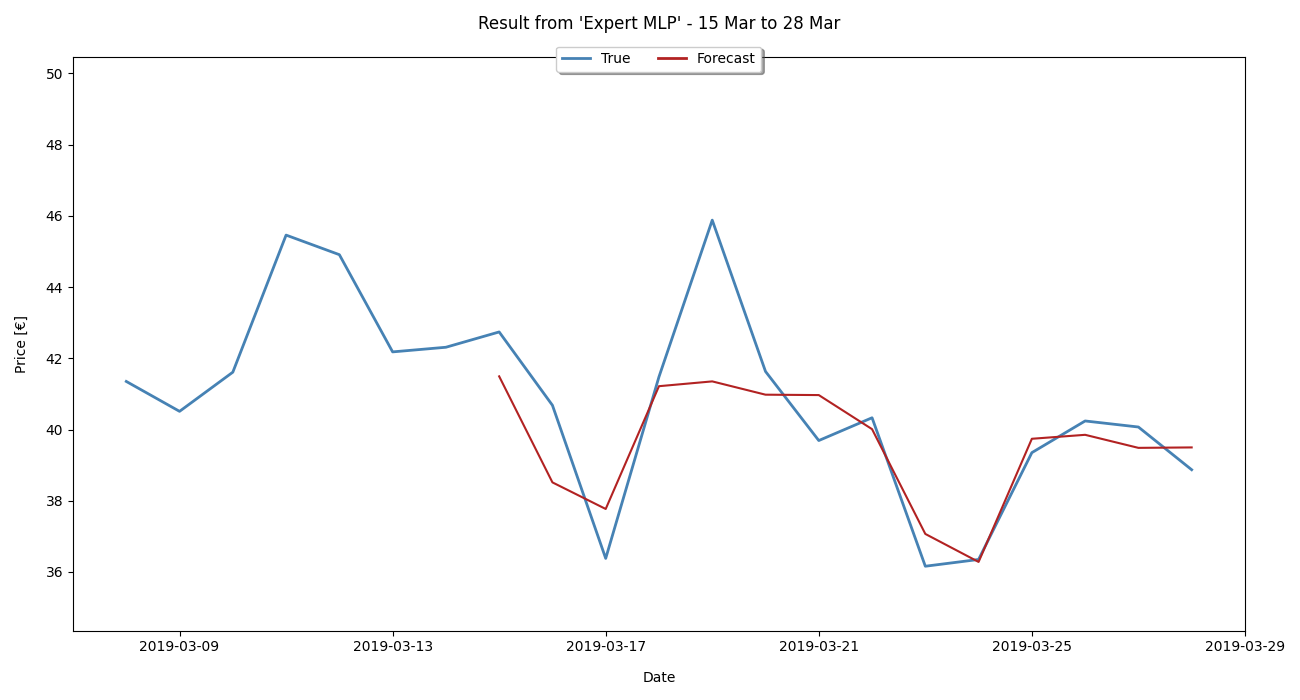 Result from 'Expert MLP' - 15 Mar to 28 Mar
True Forecast
50
48
46
44
42
40
38
36
Price [€]
2019-03-09 2019-03-13 2019-03-17 2019-03-21 2019-03-25 2019-03-29
Date